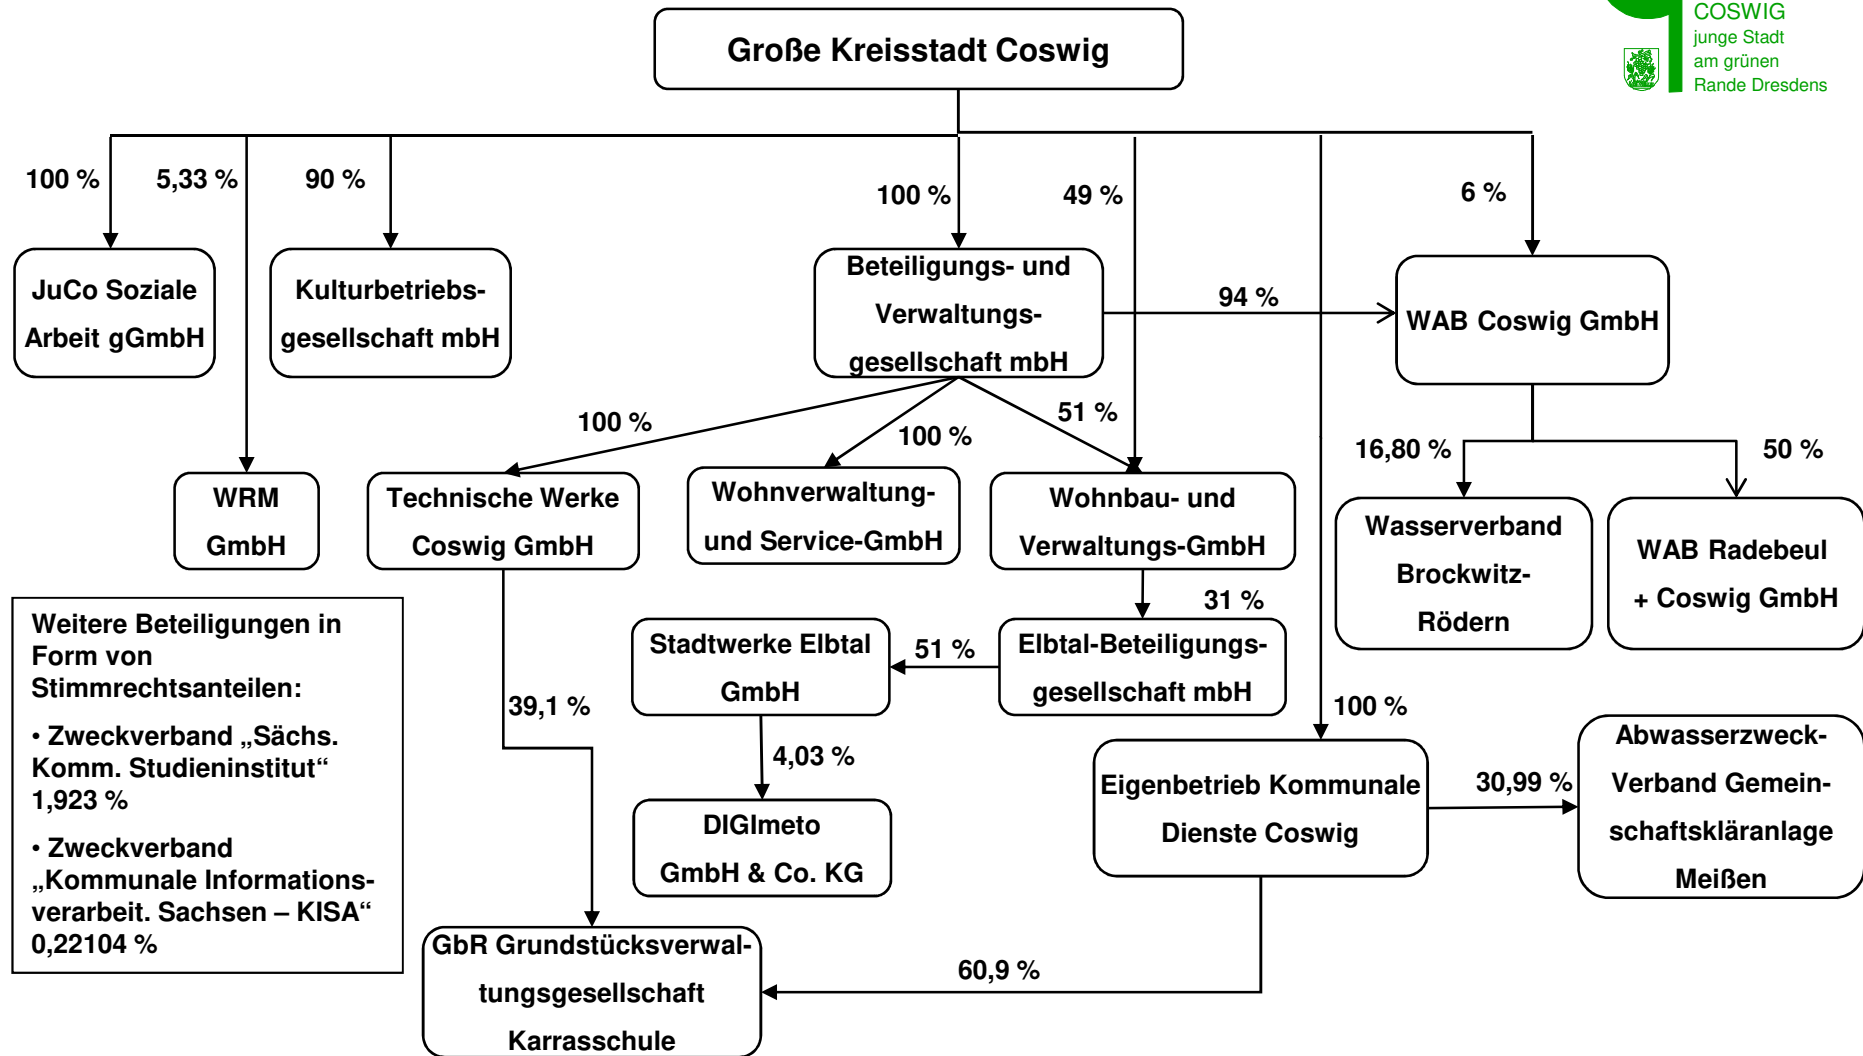 COSWIG
junge Stadt
am grünen
Rande Dresdens
Große Kreisstadt Coswig
100 %
5,33 %
90 %
100 %
49 %
6 %
JuCo Soziale
Arbeit gGmbH
Kulturbetriebs-
gesellschaft mbH
Beteiligungs- und
Verwaltungs-
gesellschaft mbH
94 %
WAB Coswig GmbH
100 %
100 %
51 %
16,80 %
50 %
WRM
GmbH
Technische Werke
Coswig GmbH
Wohnverwaltung-
und Service-GmbH
Wohnbau- und
Verwaltungs-GmbH
Wasserverband
Brockwitz-
Rödern
WAB Radebeul
+ Coswig GmbH
31 %
Stadtwerke Elbtal
GmbH
51 %
Elbtal-Beteiligungs-
gesellschaft mbH
39,1 %
4,03 %
100 %
DIGImeto
GmbH & Co. KG
Eigenbetrieb Kommunale
Dienste Coswig
30,99 %
Abwasserzweck-
Verband Gemein-
schaftskläranlage
Meißen
GbR Grundstücksverwal-
tungsgesellschaft
Karrasschule
60,9 %
Weitere Beteiligungen in
Form von
Stimmrechtsanteilen:
• Zweckverband „Sächs.
Komm. Studieninstitut“
1,923 %
• Zweckverband
„Kommunale Informations-
verarbeit. Sachsen – KISA“
0,22104 %